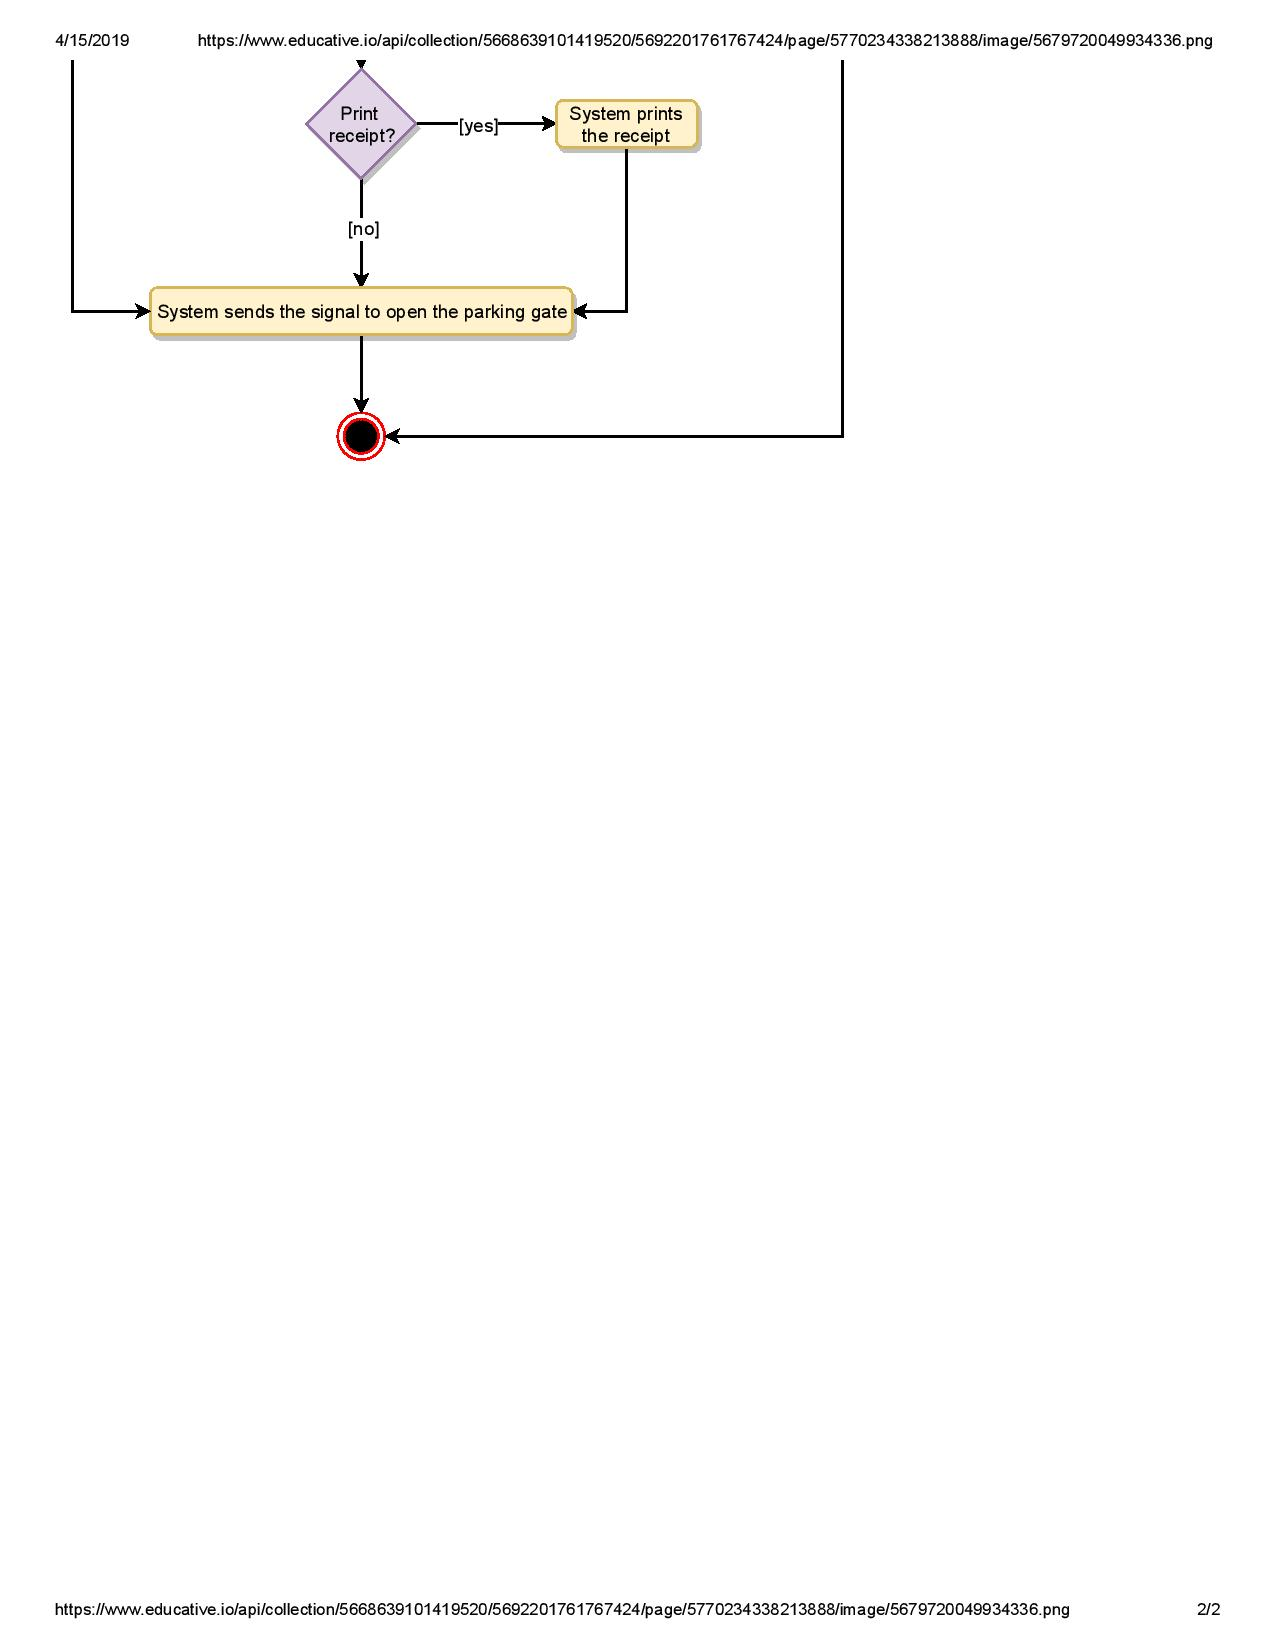 4/15/2019
https://www.educative.io/api/collection/5668639101419520/5692201761767424/page/5770234338213888/image/5679720049934336.png
Print
receipt?
[yes]
System prints
the receipt
[no]
System sends the signal to open the parking gate
https://www.educative.io/api/collection/5668639101419520/5692201761767424/page/5770234338213888/image/5679720049934336.png
2/2